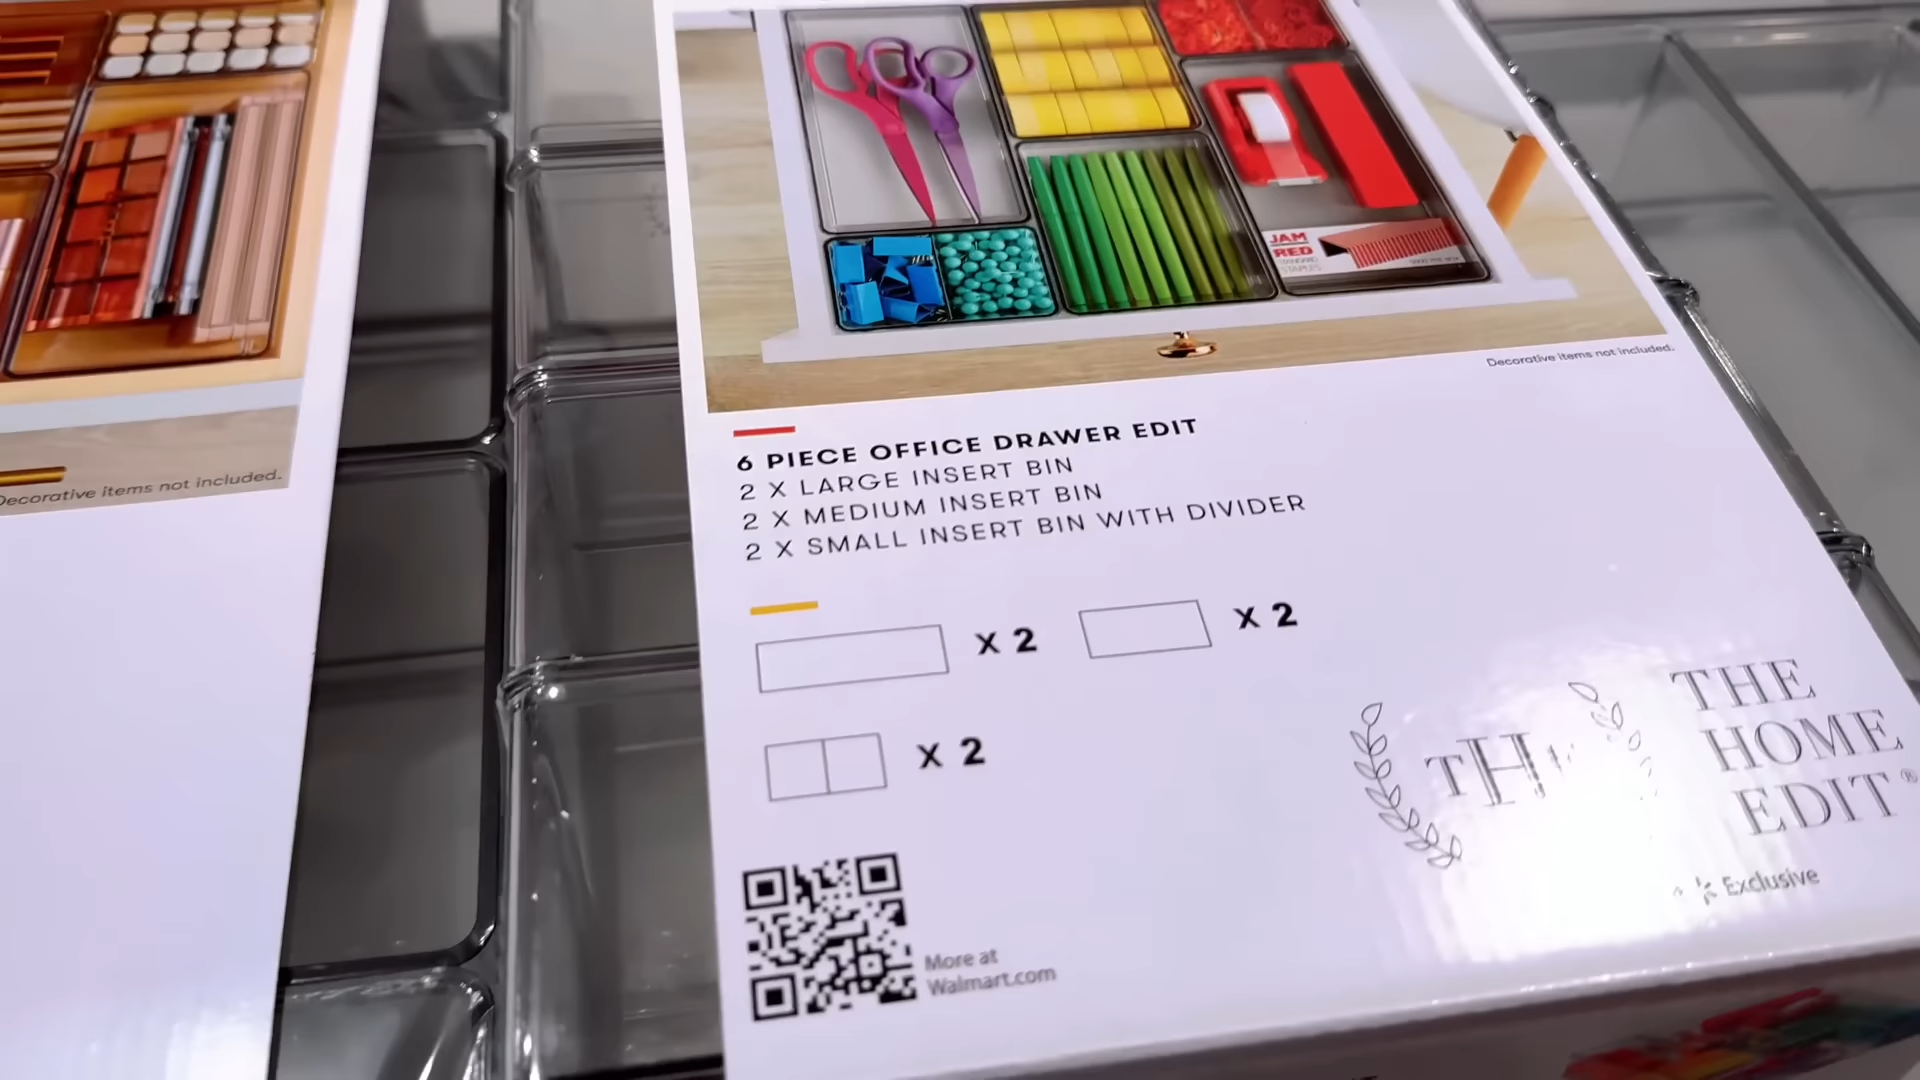 JAM
RED
STANDARD
STAPLES
Decorative items not included.
Decorative items not included.
6 PIECE OFFICE DRAWER EDIT
2 X LARGE INSERT BIN
2 X MEDIUM INSERT BIN
2 X SMALL INSERT BIN WITH DIVIDER
X 2
X 2
X 2
THE
HOME
EDIT®
Exclusive
More at
Walmart.com